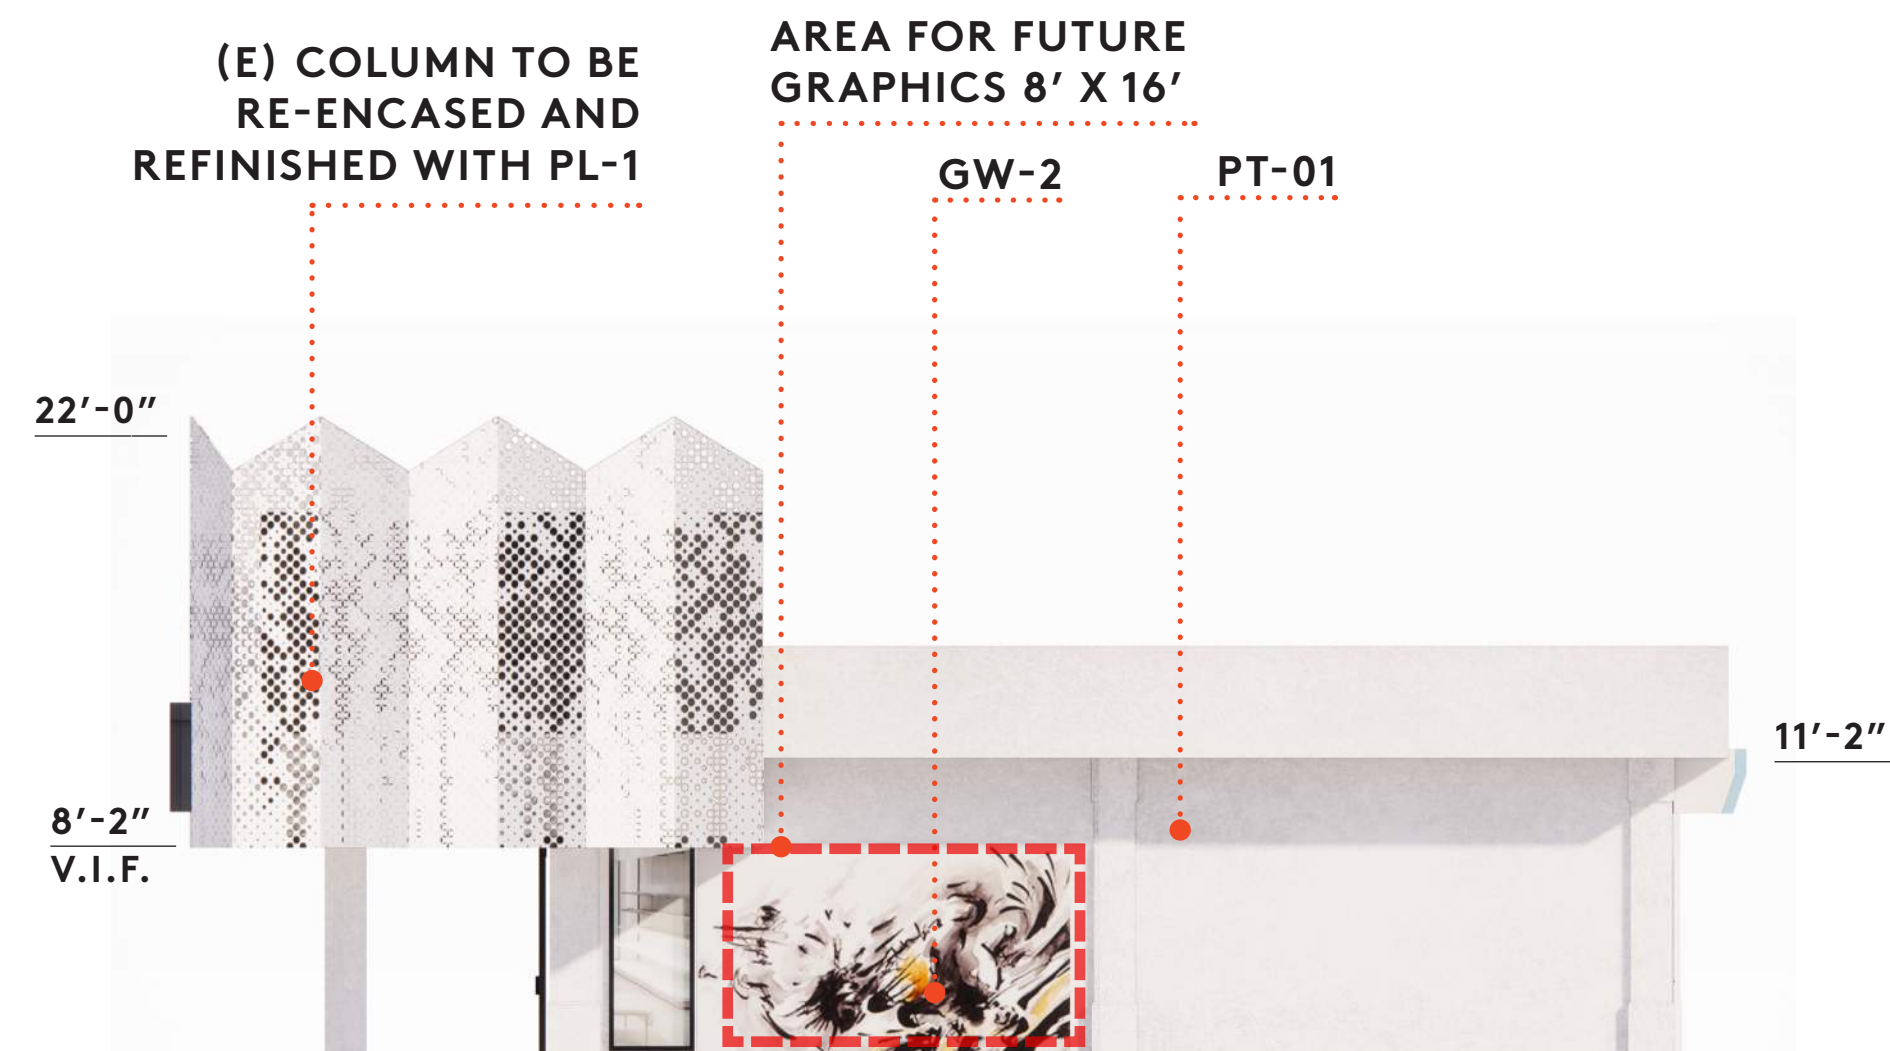 (E) COLUMN TO BE
RE-ENCASED AND
REFINISHED WITH PL-1
AREA FOR FUTURE
GRAPHICS 8′ X 16′
GW-2
PT-01
22′-0″
11′-2″
8′-2″
V.I.F.